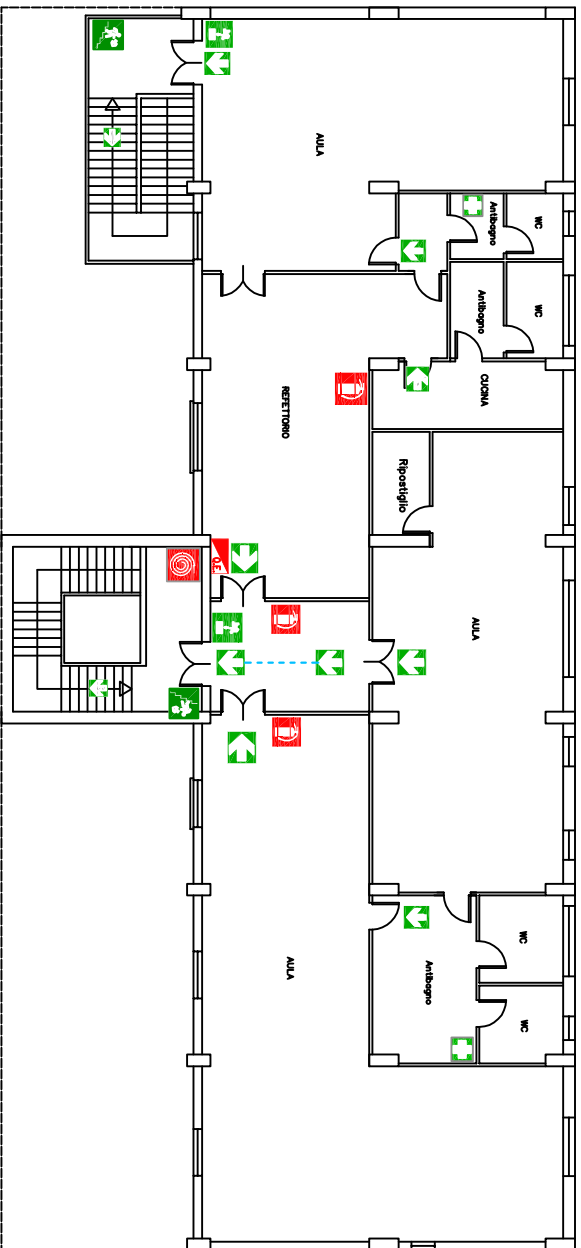 AULA
Antibagno
WC
Antibagno
WC
CUCINA
REFETTORIO
Ripostiglio
Q.E.
AULA
WC
AULA
Antibagno
WC